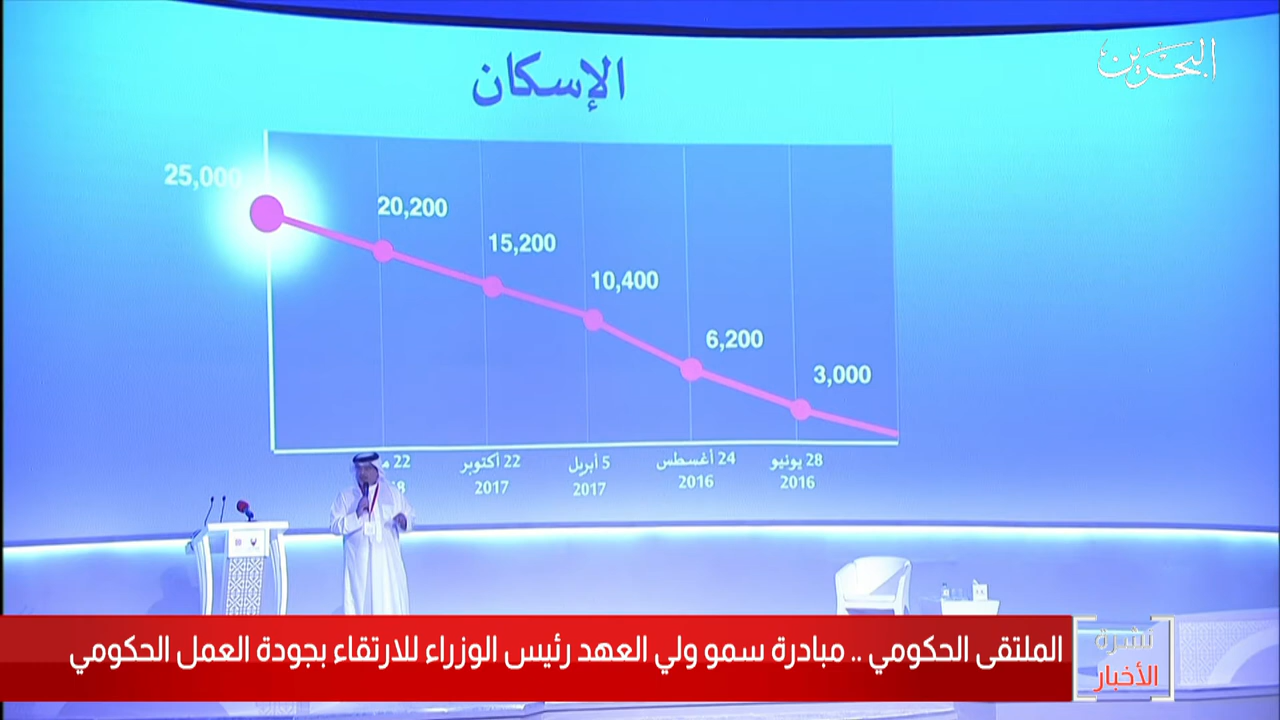 البحرين
الإسكان
25,000
20,200
15,200
10,400
6,200
3,000
28 يونيو
2016
24 أغسطس
2016
5 أبريل
2017
22 أكتوبر
2017
22
نشرة
الأخبار
الملتقى الحكومي .. مبادرة سمو ولي العهد رئيس الوزراء للارتقاء بجودة العمل الحكومي